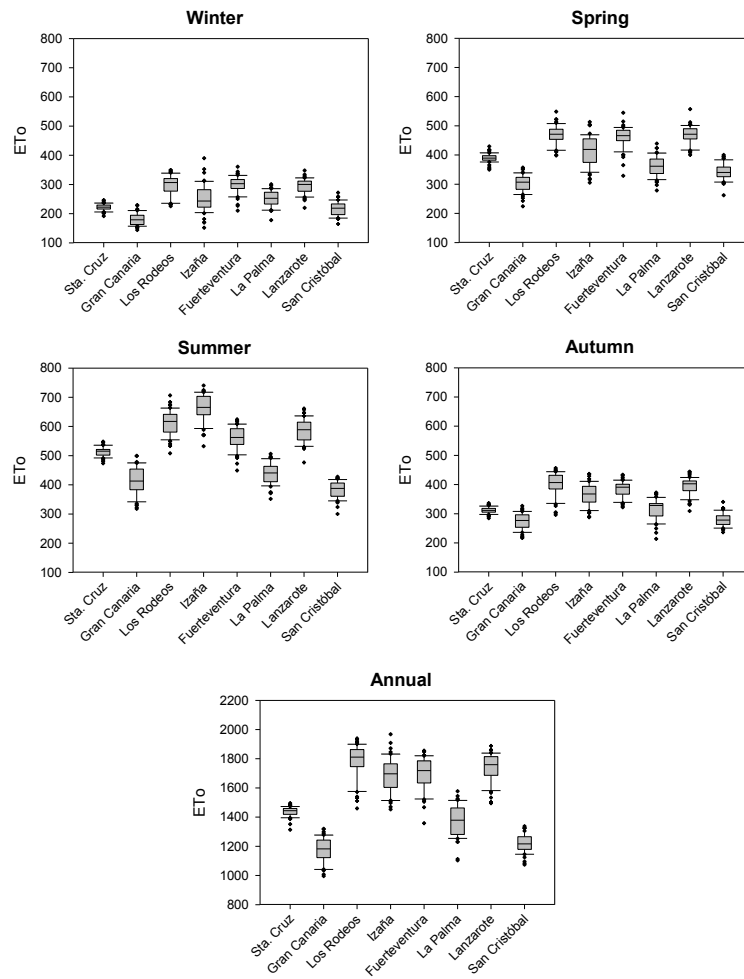 Winter
800
700
600
500
400
300
200
100
ETo
Sta. Cruz
Gran Canaria
Los Rodeos
Izaña
Fuerteventura
La Palma
Lanzarote
San Cristóbal
Spring
800
700
600
500
400
300
200
100
ETo
Sta. Cruz
Gran Canaria
Los Rodeos
Izaña
Fuerteventura
La Palma
Lanzarote
San Cristóbal
Summer
800
700
600
500
400
300
200
100
ETo
Sta. Cruz
Gran Canaria
Los Rodeos
Izaña
Fuerteventura
La Palma
Lanzarote
San Cristóbal
Autumn
800
700
600
500
400
300
200
100
ETo
Sta. Cruz
Gran Canaria
Los Rodeos
Izaña
Fuerteventura
La Palma
Lanzarote
San Cristóbal
Annual
2200
2000
1800
1600
1400
1200
1000
800
ETo
Sta. Cruz
Gran Canaria
Los Rodeos
Izaña
Fuerteventura
La Palma
Lanzarote
San Cristóbal